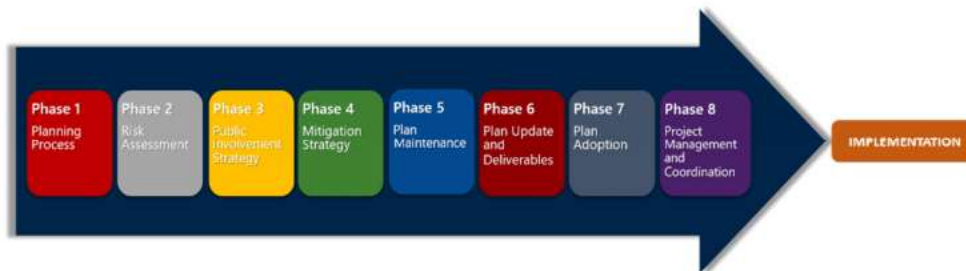 Phase 1
Planning
Process
Phase 2
Risk
Assessment
Phase 3
Public
Involvement
Strategy
Phase 4
Mitigation
Strategy
Phase 5
Plan
Maintenance
Phase 6
Plan Update
and
Deliverables
Phase 7
Plan
Adoption
Phase 8
Project
Management
and
Coordination
IMPLEMENTATION